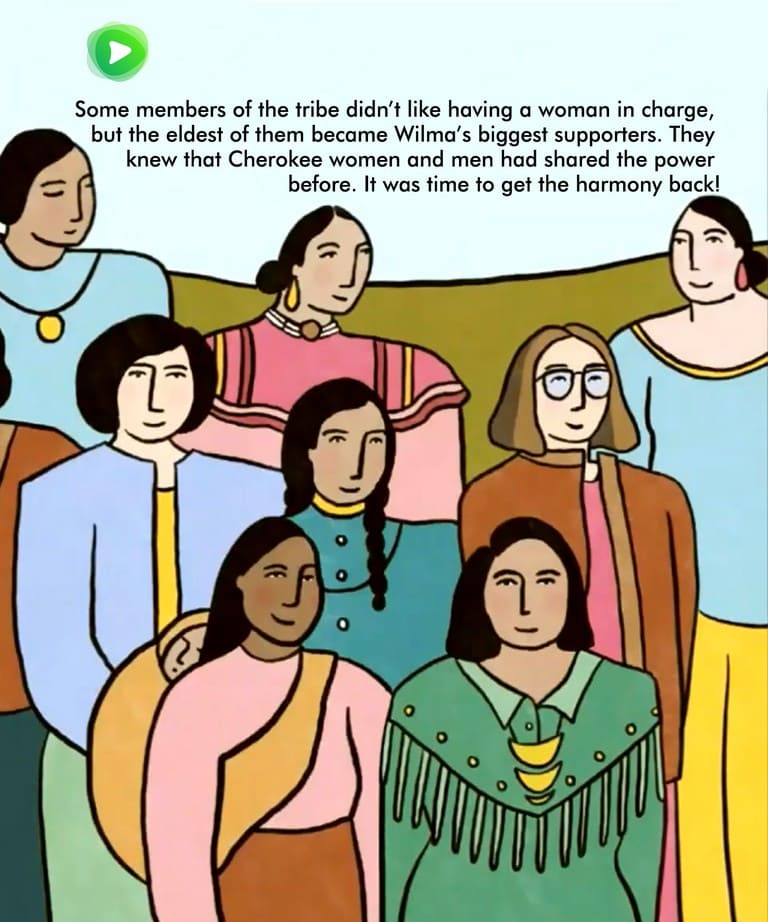 Some members of the tribe didn’t like having a woman in charge,
but the eldest of them became Wilma’s biggest supporters. They
knew that Cherokee women and men had shared the power
before. It was time to get the harmony back!